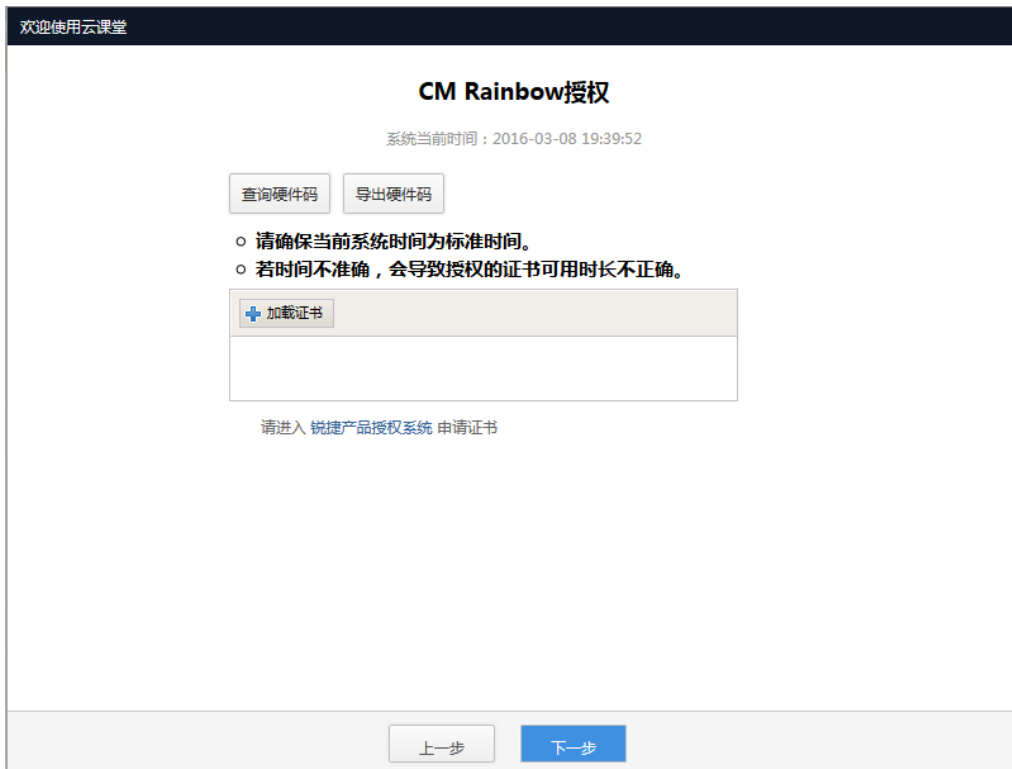 欢迎使用云课堂
CM Rainbow授权
系统当前时间：2016-03-08 19:39:52
查询硬件码 导出硬件码
请确保当前系统时间为标准时间。
若时间不准确，会导致授权的证书可用时长不正确。
加载证书
请进入 锐捷产品授权系统 申请证书
上一步 下一步